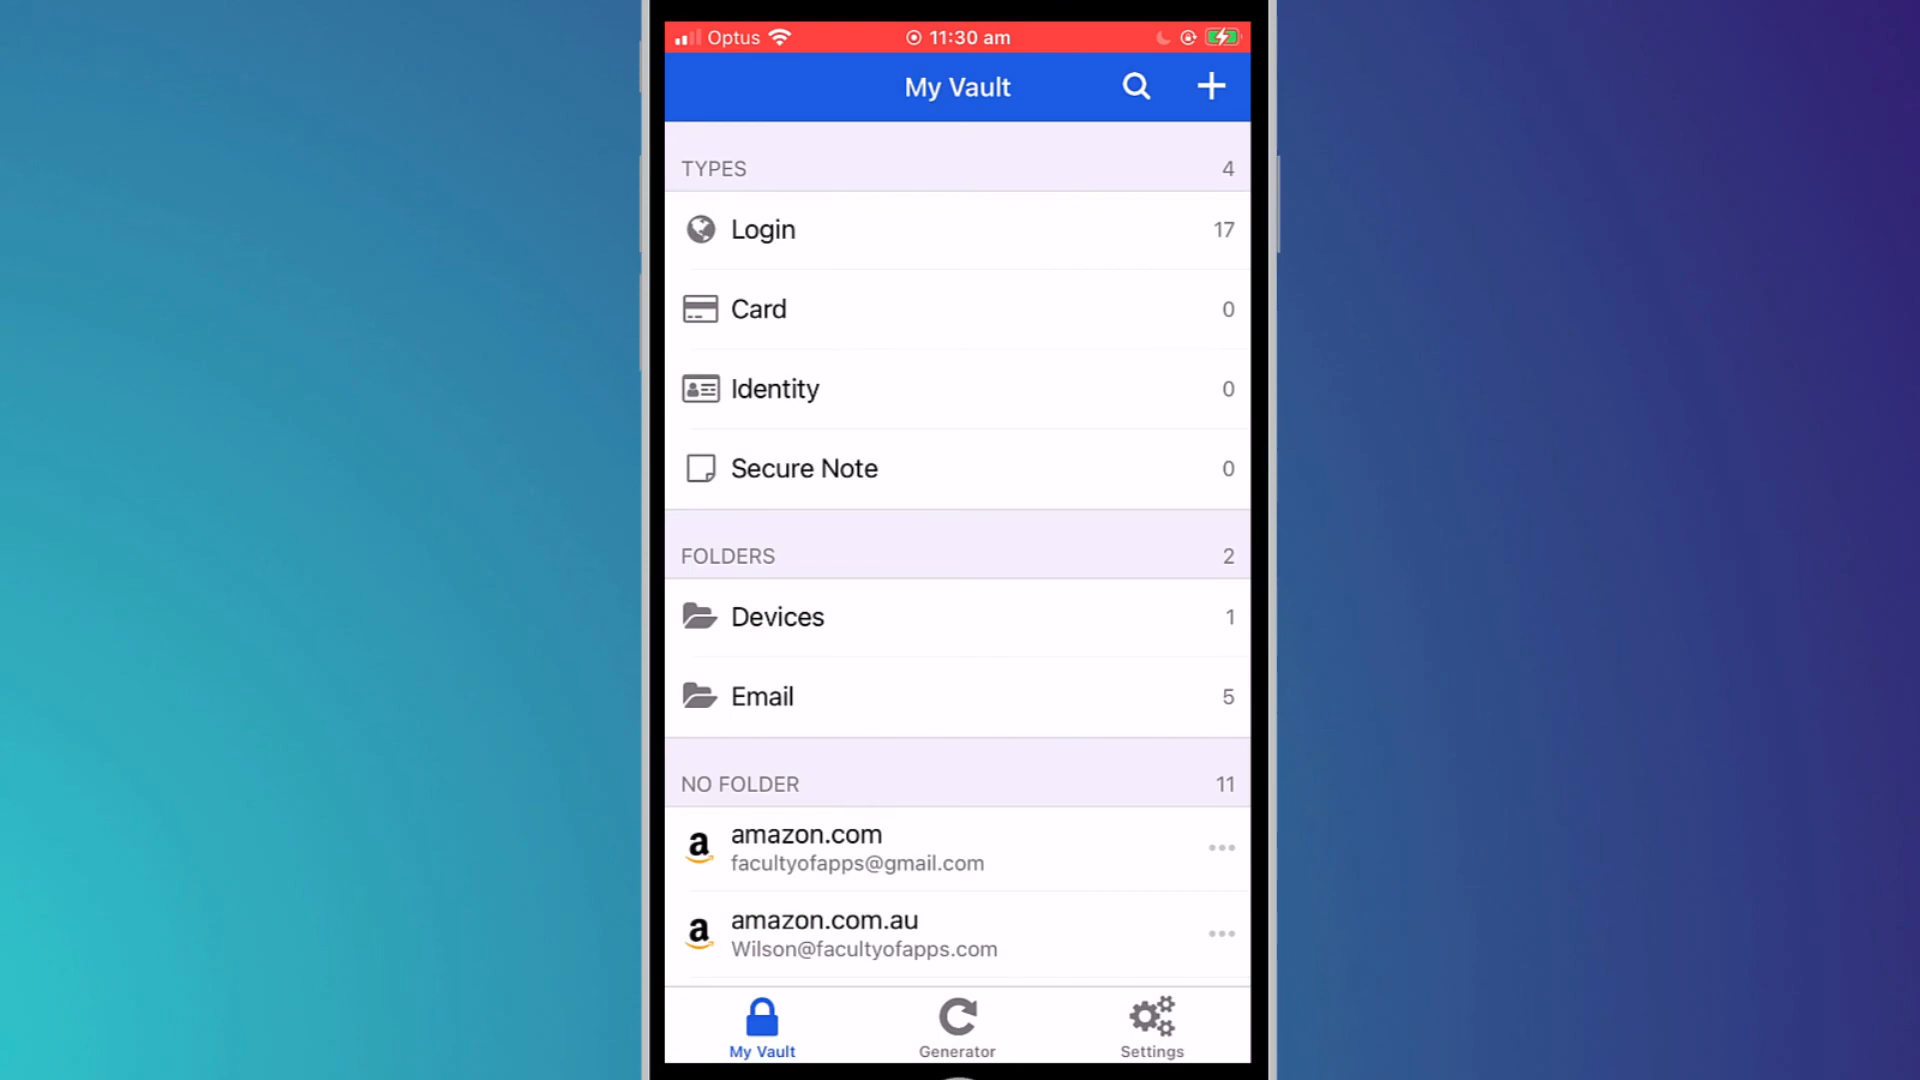 Optus 11:30 am
My Vault
TYPES 4
Login 17
Card 0
Identity 0
Secure Note 0
FOLDERS 2
Devices 1
Email 5
NO FOLDER 11
a amazon.com
facultyofapps@gmail.com
a amazon.com.au
Wilson@facultyofapps.com
My Vault Generator Settings